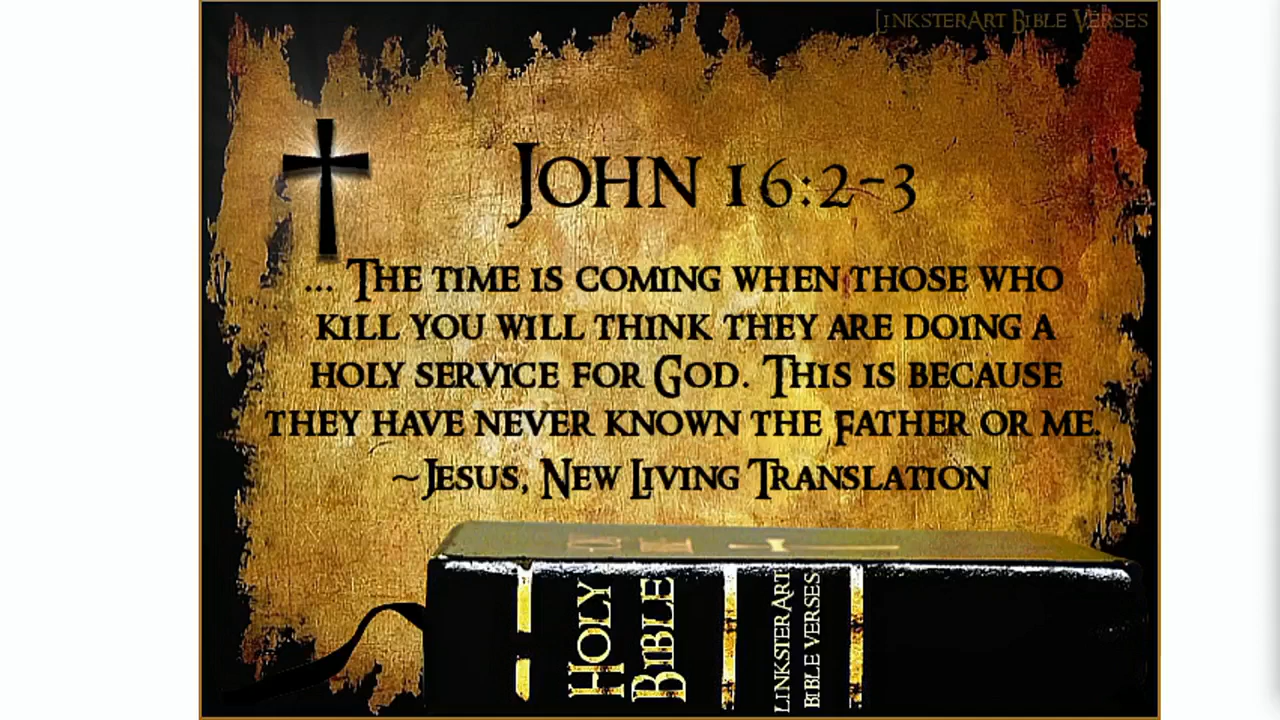 [INKSTERART BIBLE VERSES
JOHN 16:2-3
... THE TIME IS COMING WHEN THOSE WHO
KILL YOU WILL THINK THEY ARE DOING A
HOLY SERVICE FOR GOD. THIS IS BECAUSE
THEY HAVE NEVER KNOWN THE FATHER OR ME.
~JESUS, NEW LIVING TRANSLATION
HOLY
BIBLE
LINKSTERART
BIBLE VERSES